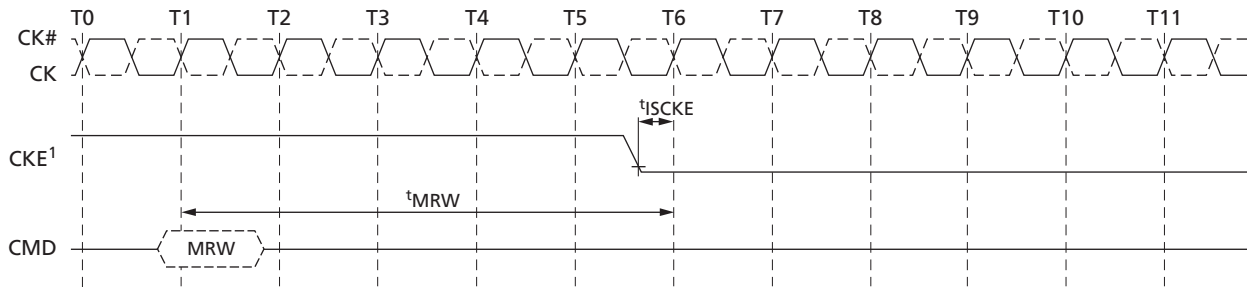 T0 T1 T2 T3 T4 T5 T6 T7 T8 T9 T10 T11
CK#
CK
tISCKE
CKE1
tMRW
CMD MRW